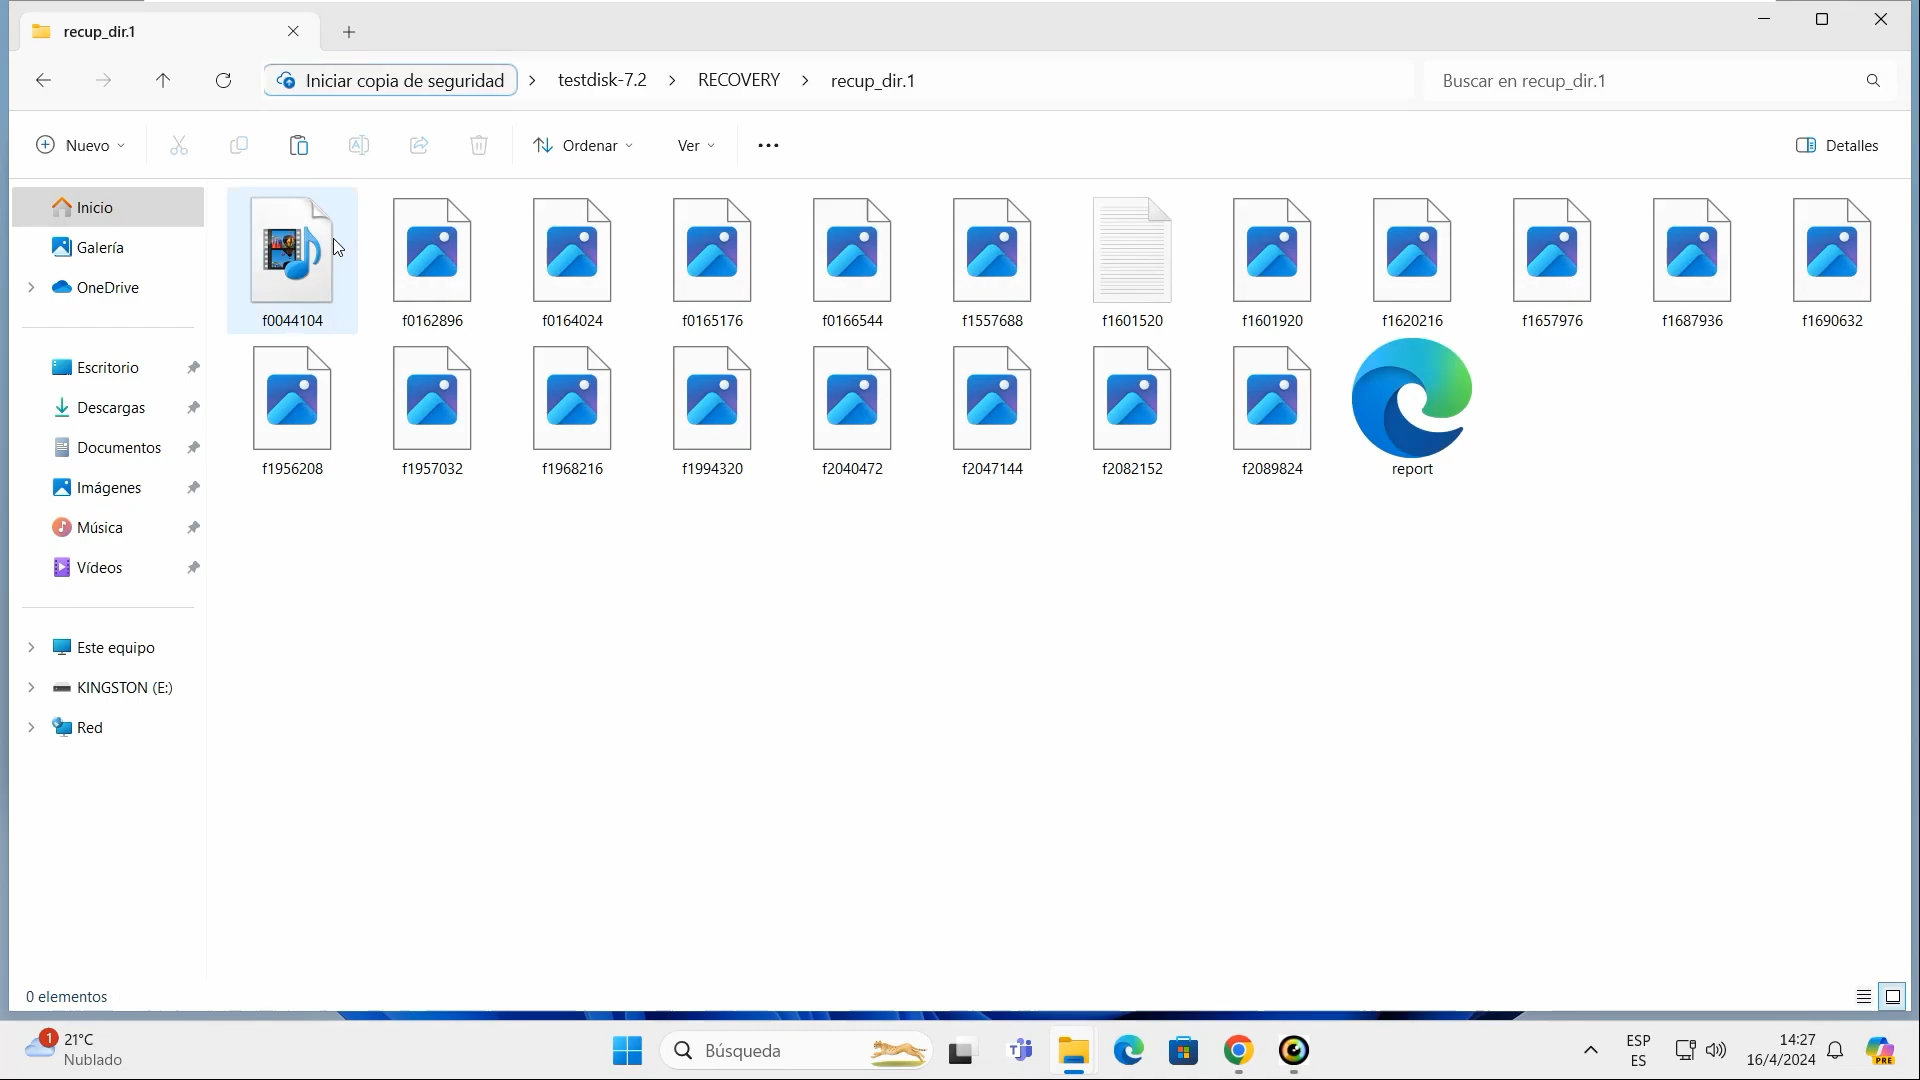 recup_dir.1
Iniciar copia de seguridad > testdisk-7.2 > RECOVERY > recup_dir.1
Buscar en recup_dir.1
Nuevo
Ordenar
Ver
Detalles
Inicio
Galería
OneDrive
Escritorio
Descargas
Documentos
Imágenes
Música
Vídeos
Este equipo
KINGSTON (E:)
Red
f0044104 f0162896 f0164024 f0165176 f0166544 f1557688 f1601520 f1601920 f1620216 f1657976 f1687936 f1690632
f1956208 f1957032 f1968216 f1994320 f2040472 f2047144 f2082152 f2089824 report
0 elementos
1
21°C
Nublado
Búsqueda
ESP
ES
14:27
16/4/2024
PRE